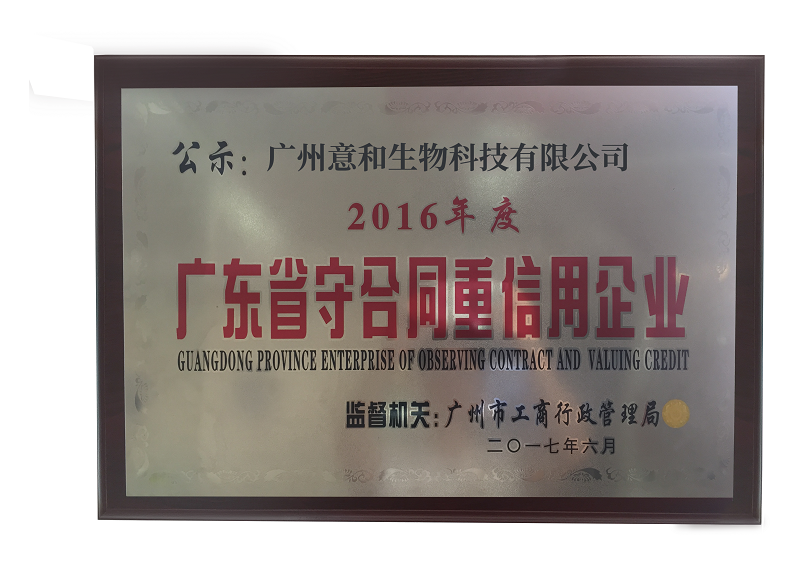 公示：广州意和生物科技有限公司
2016年度
广东省守合同重信用企业
GUANGDONG PROVINCE ENTERPRISE OF OBSERVING CONTRACT AND VALUING CREDIT
监督机关：广州市工商行政管理局
二〇一七年六月